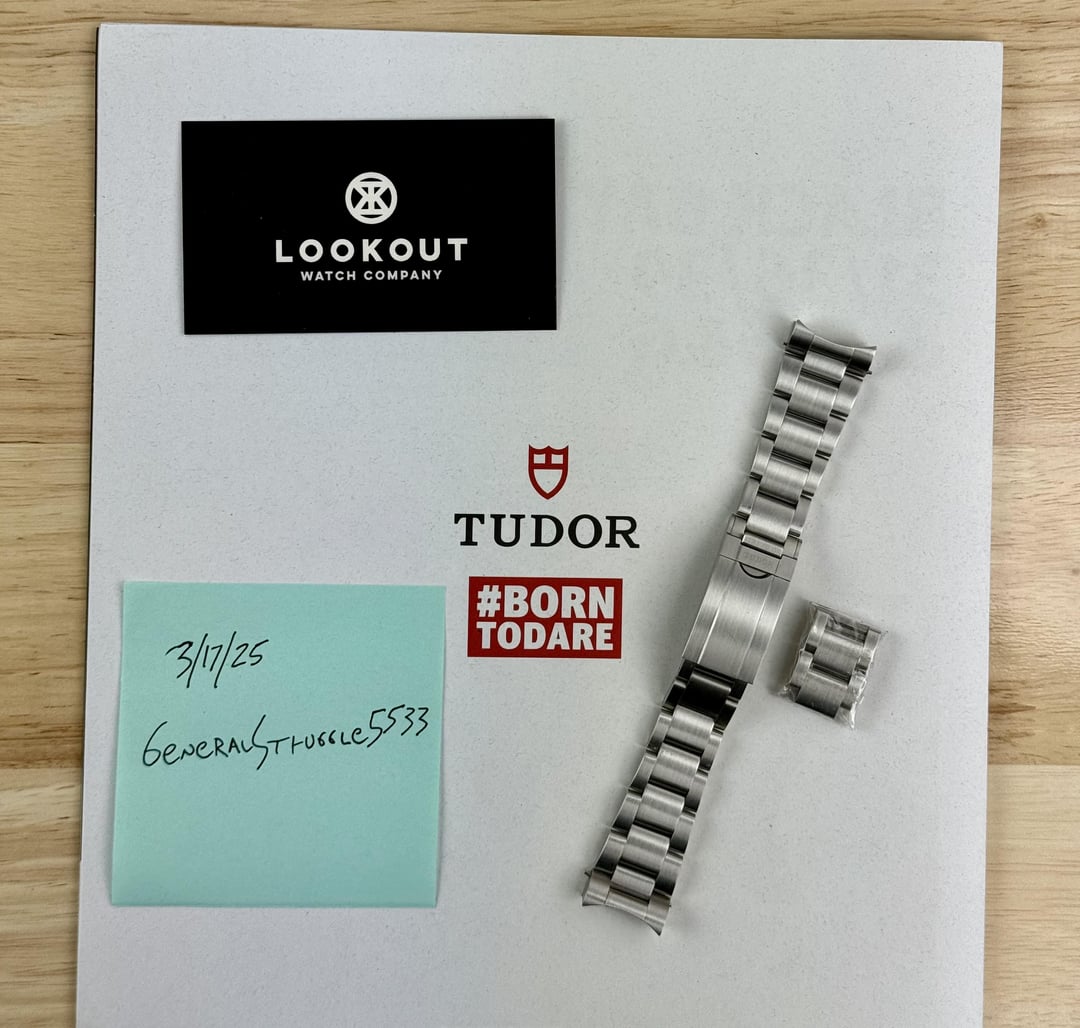 LOOKOUT
WATCH COMPANY
TUDOR
#BORN
TODARE
3/17/25
GeneralStruggle5533